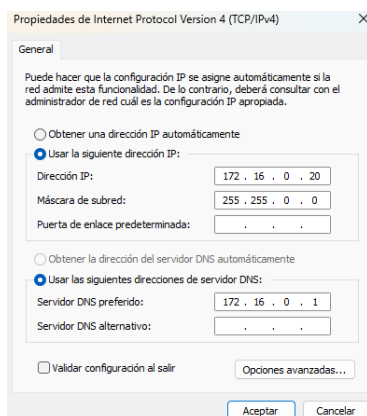 Propiedades de Internet Protocol Version 4 (TCP/IPv4)
General
Puede hacer que la configuración IP se asigne automáticamente si la
red admite esta funcionalidad. De lo contrario, deberá consultar con el
administrador de red cuál es la configuración IP apropiada.
Obtener una dirección IP automáticamente
Usar la siguiente dirección IP:
Dirección IP: 172 . 16 . 0 . 20
Máscara de subred: 255 . 255 . 0 . 0
Puerta de enlace predeterminada: . . .
Obtener la dirección del servidor DNS automáticamente
Usar las siguientes direcciones de servidor DNS:
Servidor DNS preferido: 172 . 16 . 0 . 1
Servidor DNS alternativo: . . .
Validar configuración al salir
Opciones avanzadas...
Aceptar Cancelar